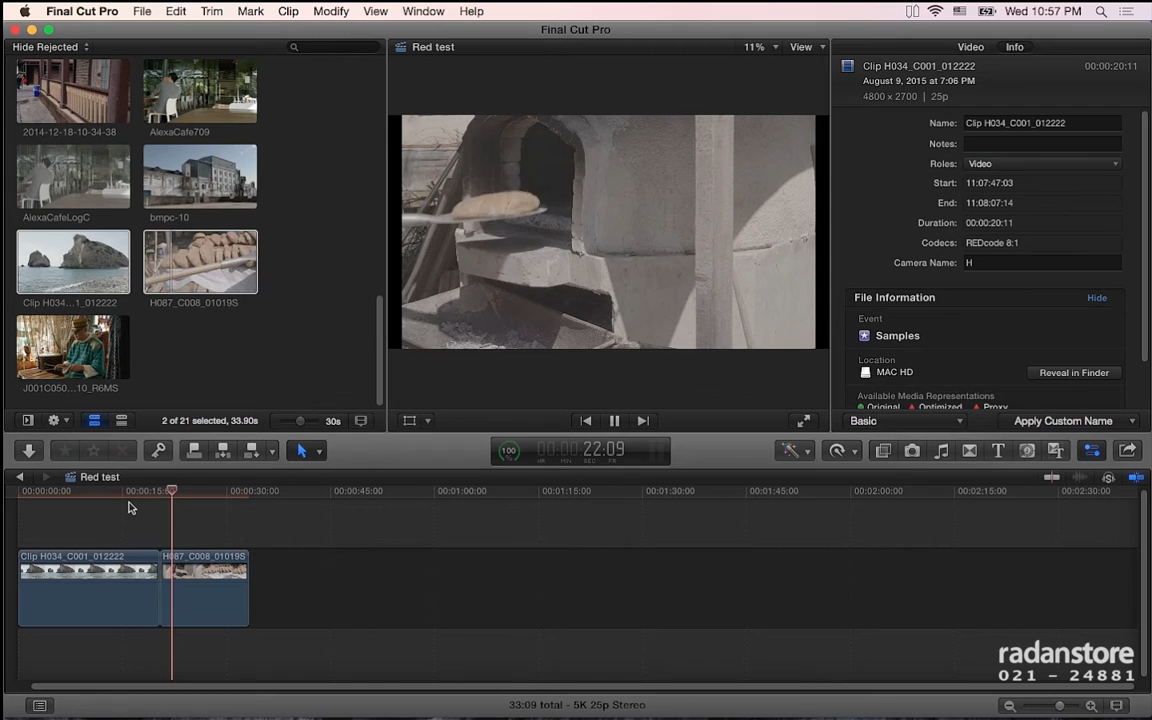 Final Cut Pro File Edit Trim Mark Clip Modify View Window Help Wed 10:57 PM
Final Cut Pro
Hide Rejected
Red test 11% View
Video Info
Clip H034_C001_012222 00:00:20:11
August 9, 2015 at 7:06 PM
4800 × 2700 | 25p
Name: Clip H034_C001_012222
Notes:
Roles: Video
Start: 11:07:47:03
End: 11:08:07:14
Duration: 00:00:20:11
Codecs: REDcode 8:1
Camera Name: H
File Information Hide
Event
Samples
Location
MAC HD Reveal in Finder
Available Media Representations
Original Optimized Proxy
Basic Apply Custom Name
2014-12-18-10-34-38 AlexaCafe709
AlexaCafeLogC bmpc-10
Clip H034...1_012222 H087_C008_01019S
J001C050...10_R6MS
2 of 21 selected, 33.90s 30s
100 00:00:22:09
HR MIN SEC FR
Red test
00:00:00:00 00:00:15:00 00:00:30:00 00:00:45:00 00:01:00:00 00:01:15:00 00:01:30:00 00:01:45:00 00:02:00:00 00:02:15:00 00:02:30:00
Clip H034_C001_012222 H087_C008_01019S
radanstore
021 - 24881
33:09 total - 5K 25p Stereo